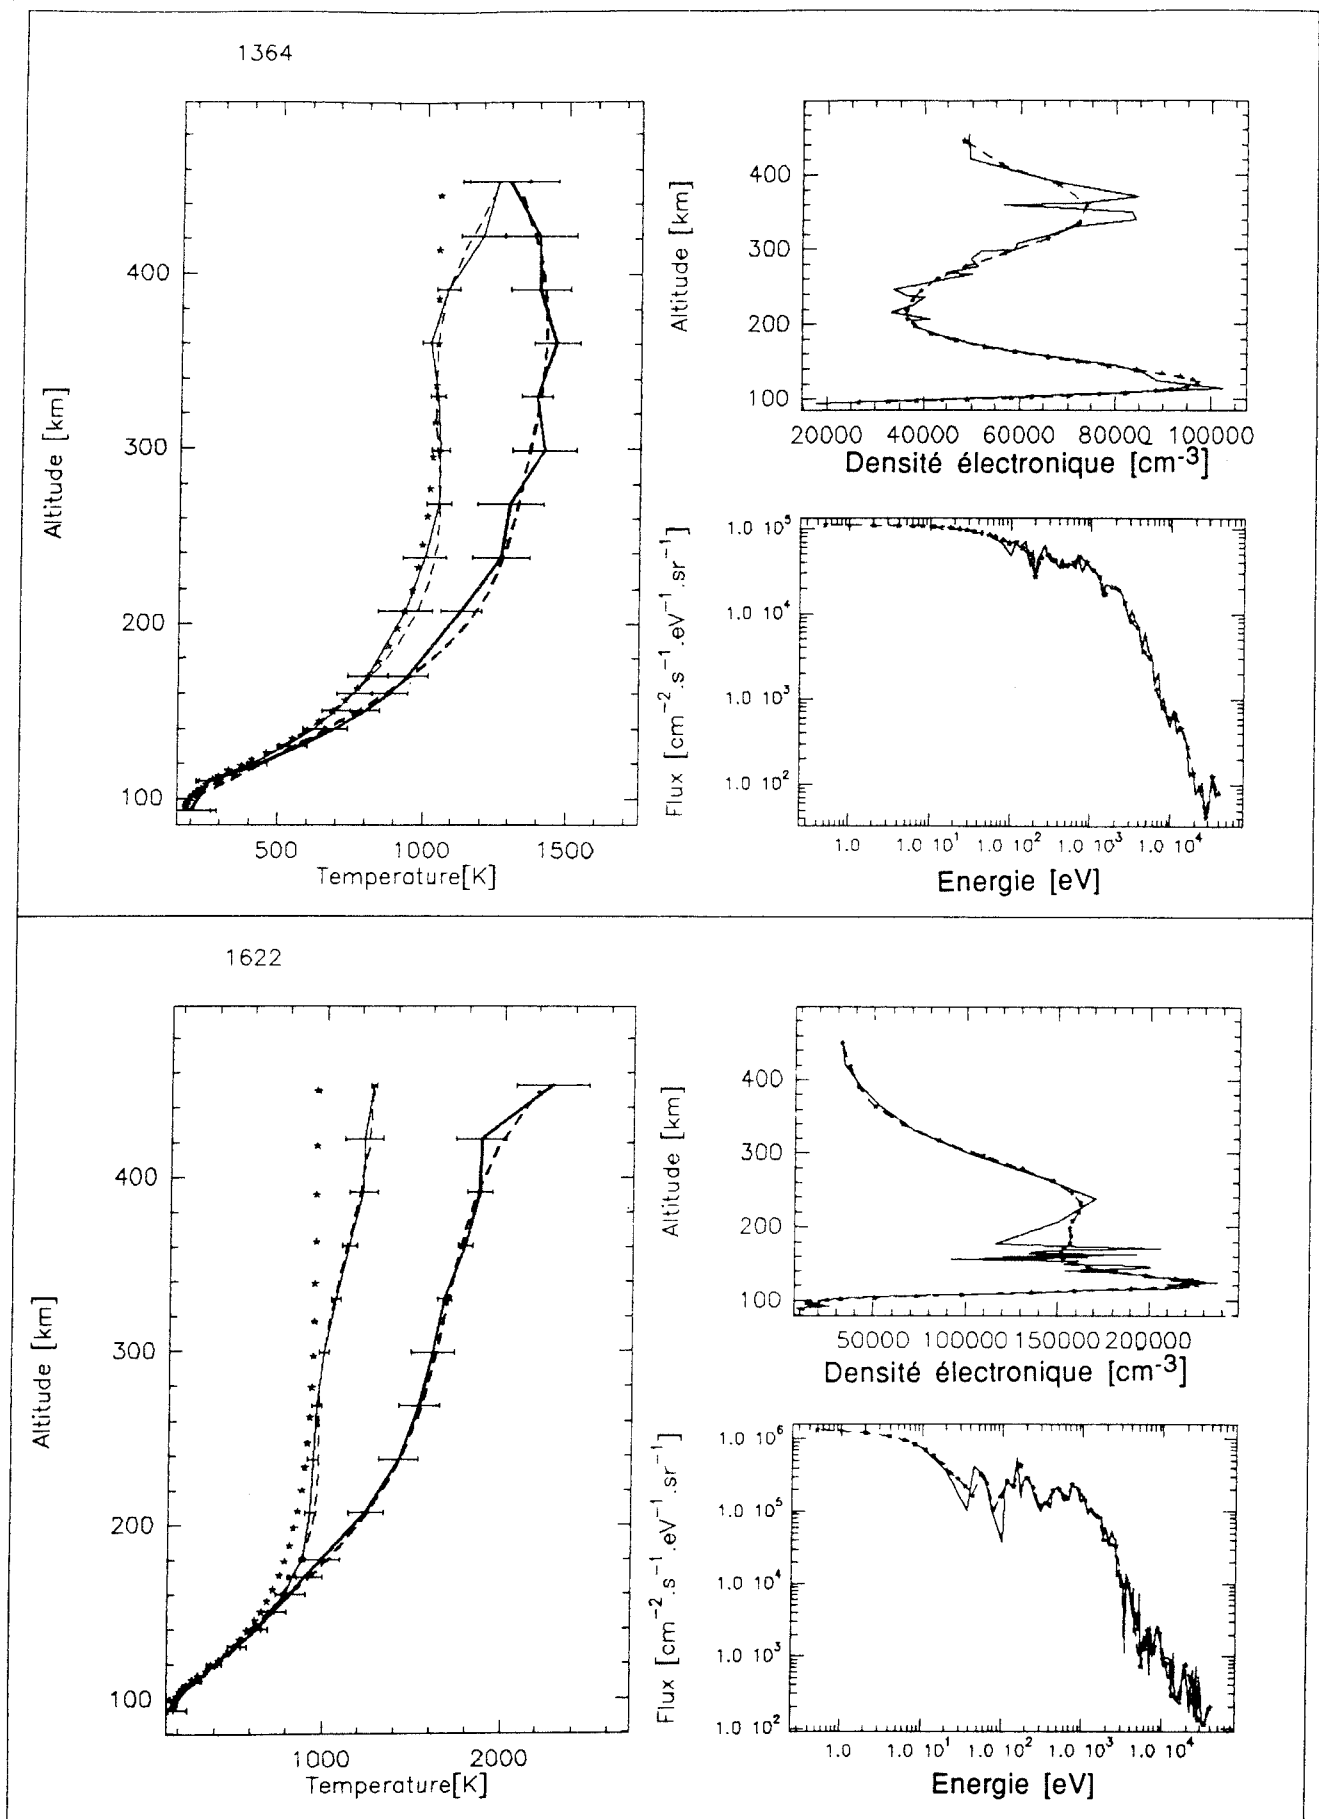 1364
Altitude [km]
400
300
200
100
500 1000 1500
Temperature[K]
Altitude [km]
400
300
200
100
20000 40000 60000 80000 100000
Densité électronique [cm-3]
Flux [cm−2.s−1.eV−1.sr−1]
1.0 10^5
1.0 10^4
1.0 10^3
1.0 10^2
1.0 1.0 10^1 1.0 10^2 1.0 10^3 1.0 10^4
Energie [eV]
1622
Altitude [km]
400
300
200
100
1000 2000
Temperature[K]
Altitude [km]
400
300
200
100
50000 100000 150000 200000
Densité électronique [cm-3]
Flux [cm−2.s−1.eV−1.sr−1]
1.0 10^6
1.0 10^5
1.0 10^4
1.0 10^3
1.0 10^2
1.0 1.0 10^1 1.0 10^2 1.0 10^3 1.0 10^4
Energie [eV]